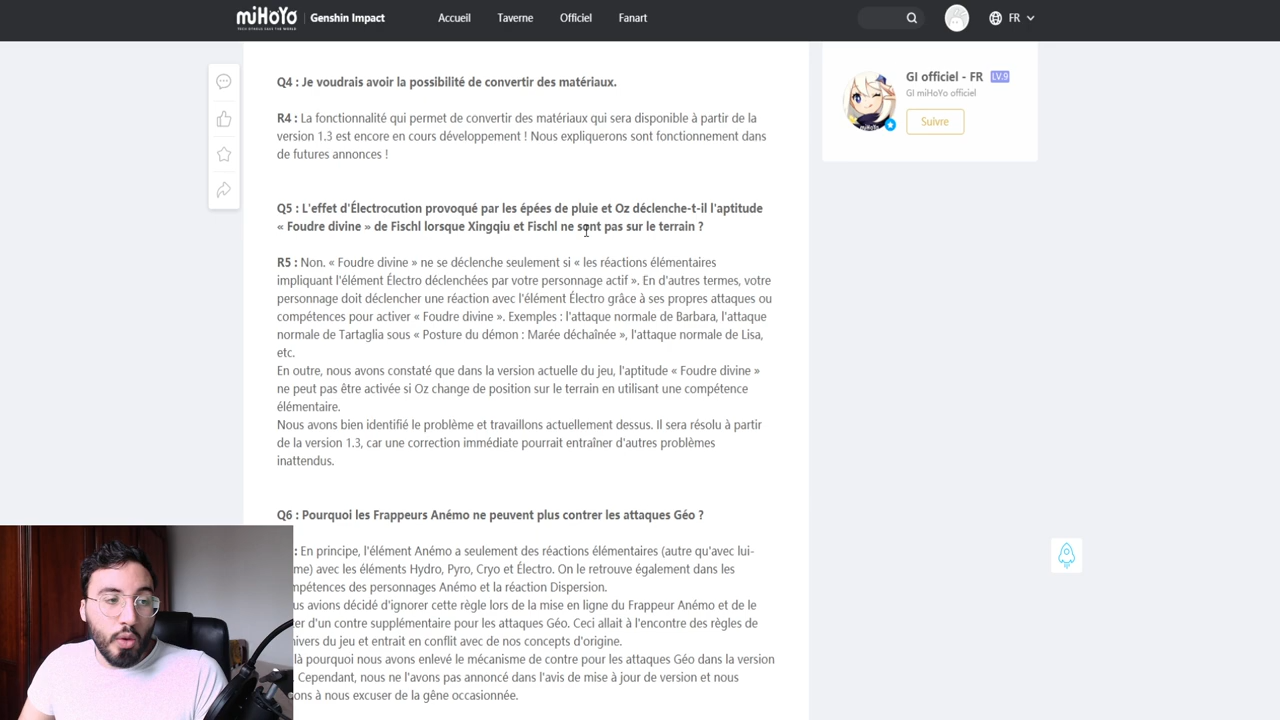 miHoYo
TECH OTAKUS SAVE THE WORLD
Genshin Impact
Accueil
Taverne
Officiel
Fanart
FR
GI officiel - FR
LV.9
GI miHoYo officiel
miHoYo
Suivre
Q4 : Je voudrais avoir la possibilité de convertir des matériaux.
R4 : La fonctionnalité qui permet de convertir des matériaux qui sera disponible à partir de la
version 1.3 est encore en cours développement ! Nous expliquerons sont fonctionnement dans
de futures annonces !
Q5 : L'effet d'Électrocution provoqué par les épées de pluie et Oz déclenche-t-il l'aptitude
« Foudre divine » de Fischl lorsque Xingqiu et Fischl ne sont pas sur le terrain ?
R5 : Non. « Foudre divine » ne se déclenche seulement si « les réactions élémentaires
impliquant l'élément Électro déclenchées par votre personnage actif ». En d'autres termes, votre
personnage doit déclencher une réaction avec l'élément Électro grâce à ses propres attaques ou
compétences pour activer « Foudre divine ». Exemples : l'attaque normale de Barbara, l'attaque
normale de Tartaglia sous « Posture du démon : Marée déchaînée », l'attaque normale de Lisa,
etc.
En outre, nous avons constaté que dans la version actuelle du jeu, l'aptitude « Foudre divine »
ne peut pas être activée si Oz change de position sur le terrain en utilisant une compétence
élémentaire.
Nous avons bien identifié le problème et travaillons actuellement dessus. Il sera résolu à partir
de la version 1.3, car une correction immédiate pourrait entraîner d'autres problèmes
inattendus.
Q6 : Pourquoi les Frappeurs Anémo ne peuvent plus contrer les attaques Géo ?
: En principe, l'élément Anémo a seulement des réactions élémentaires (autre qu'avec lui-
me) avec les éléments Hydro, Pyro, Cryo et Électro. On le retrouve également dans les
mpétences des personnages Anémo et la réaction Dispersion.
us avions décidé d'ignorer cette règle lors de la mise en ligne du Frappeur Anémo et de le
er d'un contre supplémentaire pour les attaques Géo. Ceci allait à l'encontre des règles de
nivers du jeu et entrait en conflit avec de nos concepts d'origine.
là pourquoi nous avons enlevé le mécanisme de contre pour les attaques Géo dans la version
Cependant, nous ne l'avons pas annoncé dans l'avis de mise à jour de version et nous
ons à nous excuser de la gêne occasionnée.